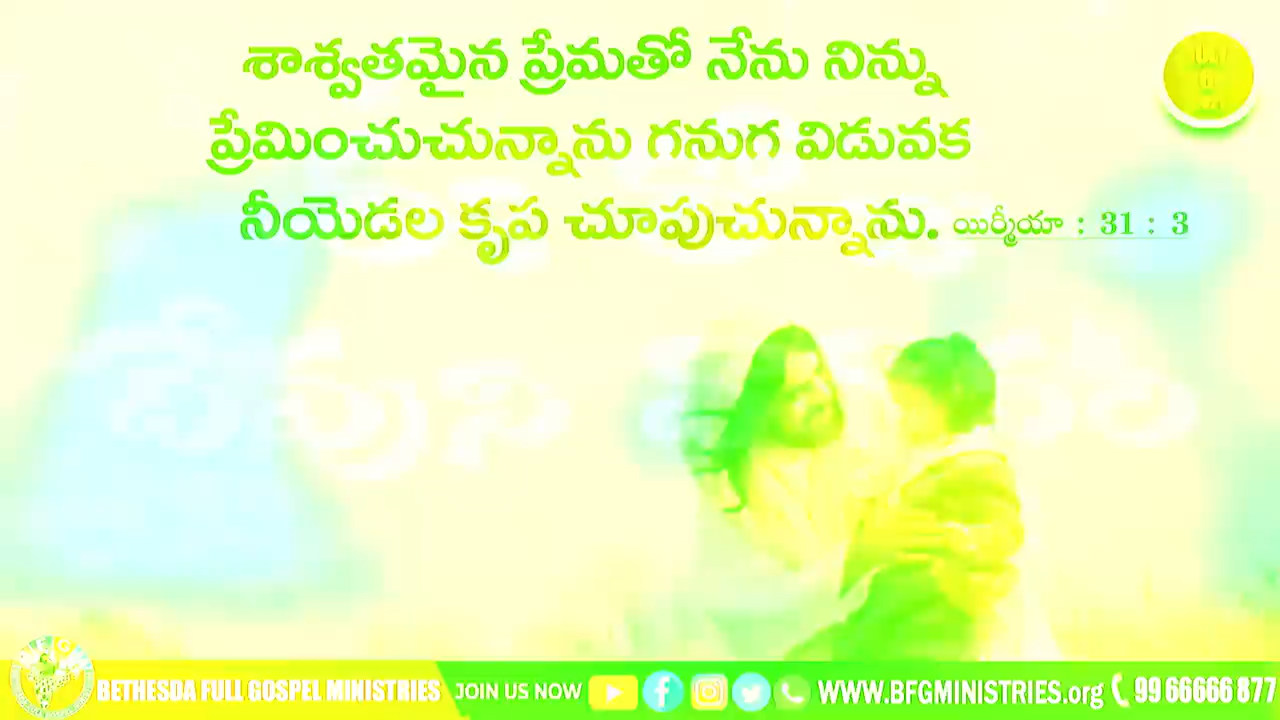 శాశ్వతమైన ప్రేమతో నేను నిన్ను
ప్రేమించుచున్నాను గనుగ విడువక
నీయెడల కృప చూపుచున్నాను. యిర్మీయా : 31 : 3
దేవుని
BETHESDA FULL GOSPEL MINISTRIES JOIN US NOW WWW.BFGMINISTRIES.org 99 66666 877